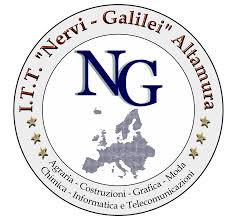 I.T.T. "Nervi - Galilei" Altamura
NG
Agraria - Costruzioni - Grafica - Moda
Chimica - Informatica e Telecomunicazioni